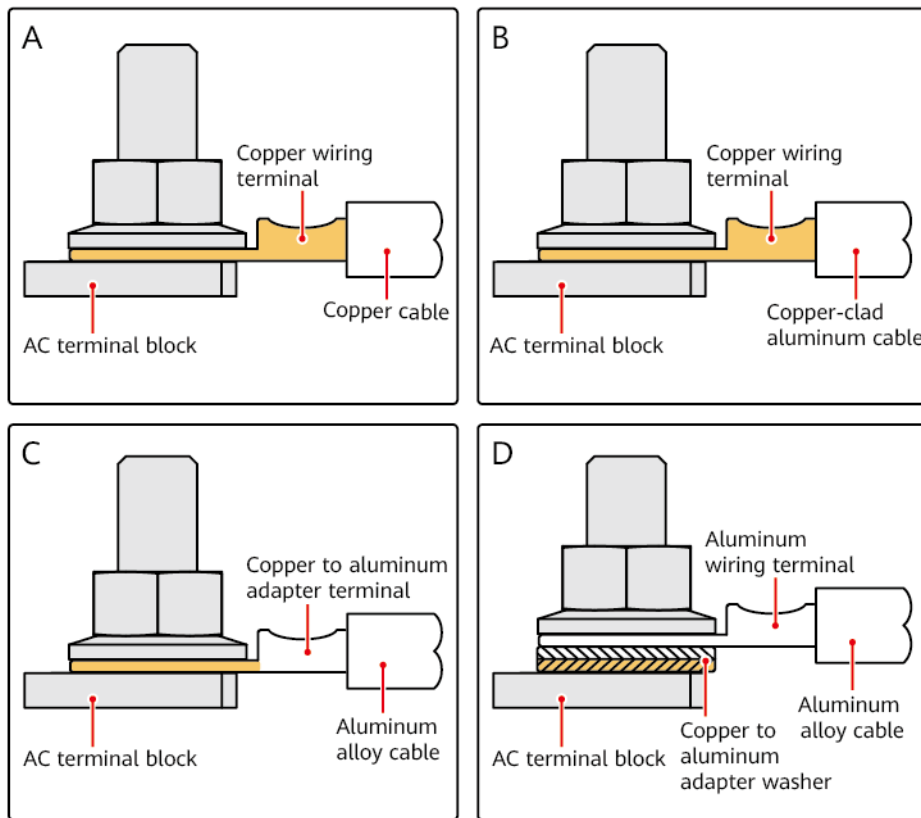 A
Copper wiring
terminal
Copper cable
AC terminal block
B
Copper wiring
terminal
Copper-clad
aluminum cable
AC terminal block
C
Copper to aluminum
adapter terminal
Aluminum
alloy cable
AC terminal block
D
Aluminum
wiring terminal
Aluminum
alloy cable
Copper to
aluminum
adapter washer
AC terminal block